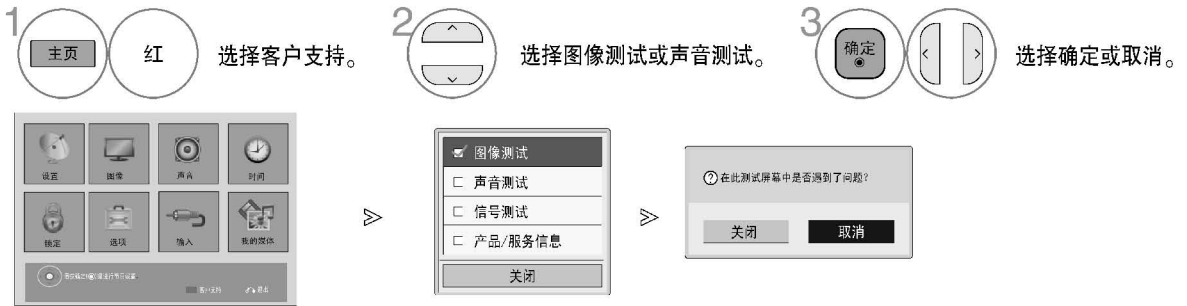 1
主页
红
选择客户支持。
2
选择图像测试或声音测试。
3
确定
选择确定或取消。
设置
图像
声音
时间
锁定
选项
输入
我的媒体
客户支持
退出
图像测试
声音测试
信号测试
产品/服务信息
关闭
?在此测试屏幕中是否遇到了问题?
关闭
取消